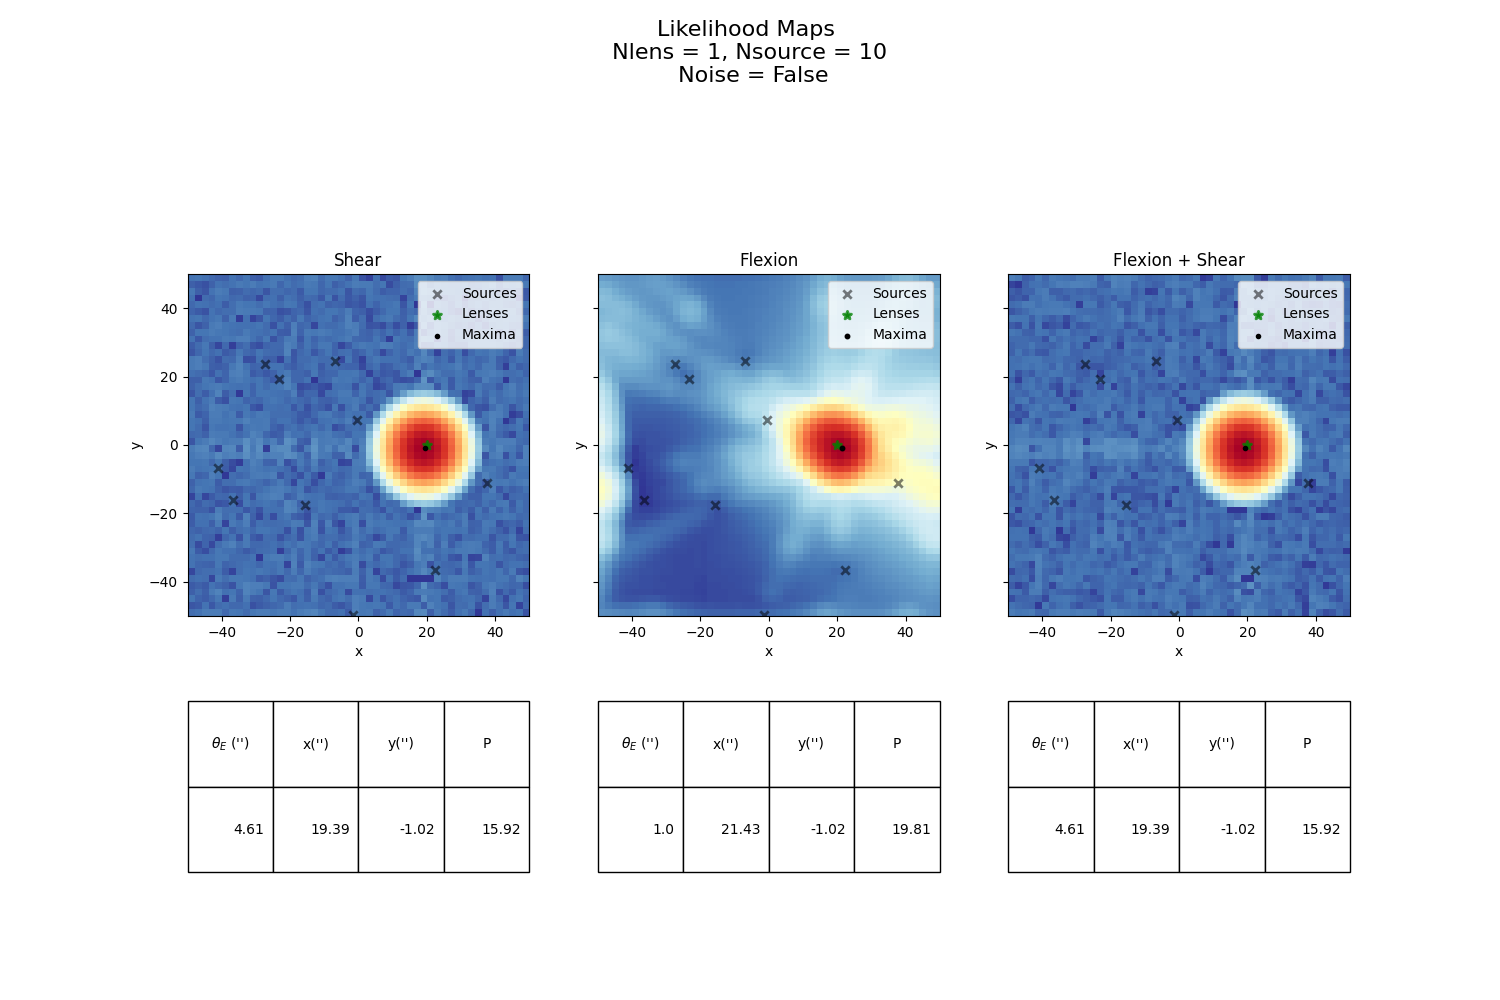 Likelihood Maps
Nlens = 1, Nsource = 10
Noise = False
Shear
Sources
Lenses
Maxima
40
20
0
−20
−40
y
−40 −20 0 20 40
x
Flexion
Sources
Lenses
Maxima
y
−40 −20 0 20 40
x
Flexion + Shear
Sources
Lenses
Maxima
y
−40 −20 0 20 40
x
θE ('') x('') y('') P
4.61 19.39 -1.02 15.92
θE ('') x('') y('') P
1.0 21.43 -1.02 19.81
θE ('') x('') y('') P
4.61 19.39 -1.02 15.92